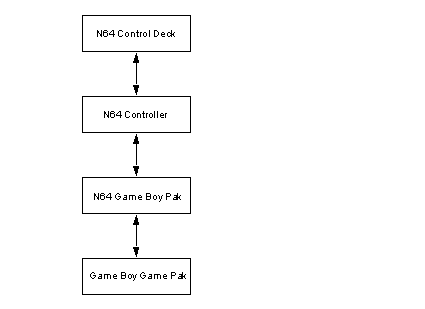 N64 Control Deck
N64 Controller
N64 Game Boy Pak
Game Boy Game Pak